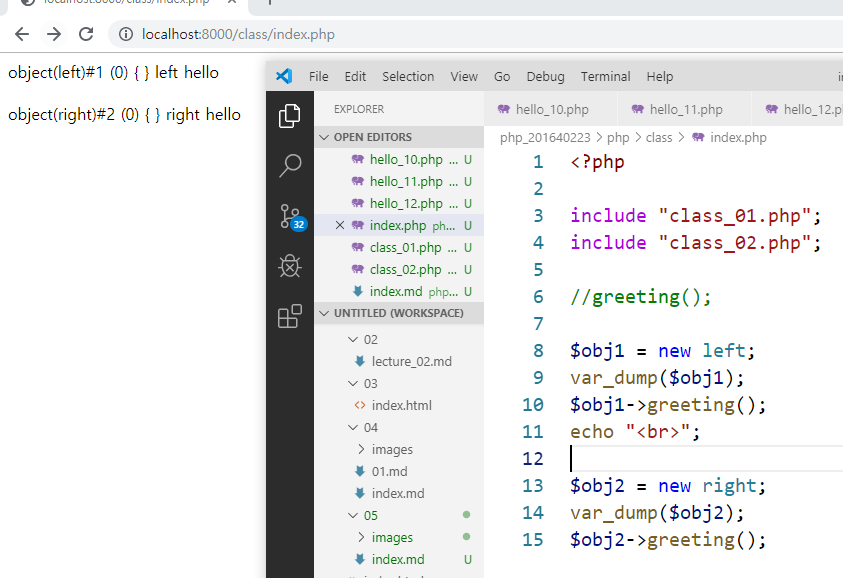 localhost:8000/class/index.php
localhost:8000/class/index.php
object(left)#1 (0) { } left hello
object(right)#2 (0) { } right hello
File Edit Selection View Go Debug Terminal Help
EXPLORER
OPEN EDITORS
hello_10.php ... U
hello_11.php ... U
hello_12.php ... U
index.php ph... U
class_01.php ... U
class_02.php ... U
index.md php... U
UNTITLED (WORKSPACE)
02
lecture_02.md
03
index.html
04
images
01.md
index.md
05
images
index.md U
32
hello_10.php hello_11.php
php_201640223 > php > class > index.php
1 <?php
2
3 include "class_01.php";
4 include "class_02.php";
5
6 //greeting();
7
8 $obj1 = new left;
9 var_dump($obj1);
10 $obj1->greeting();
11 echo "<br>";
12
13 $obj2 = new right;
14 var_dump($obj2);
15 $obj2->greeting();